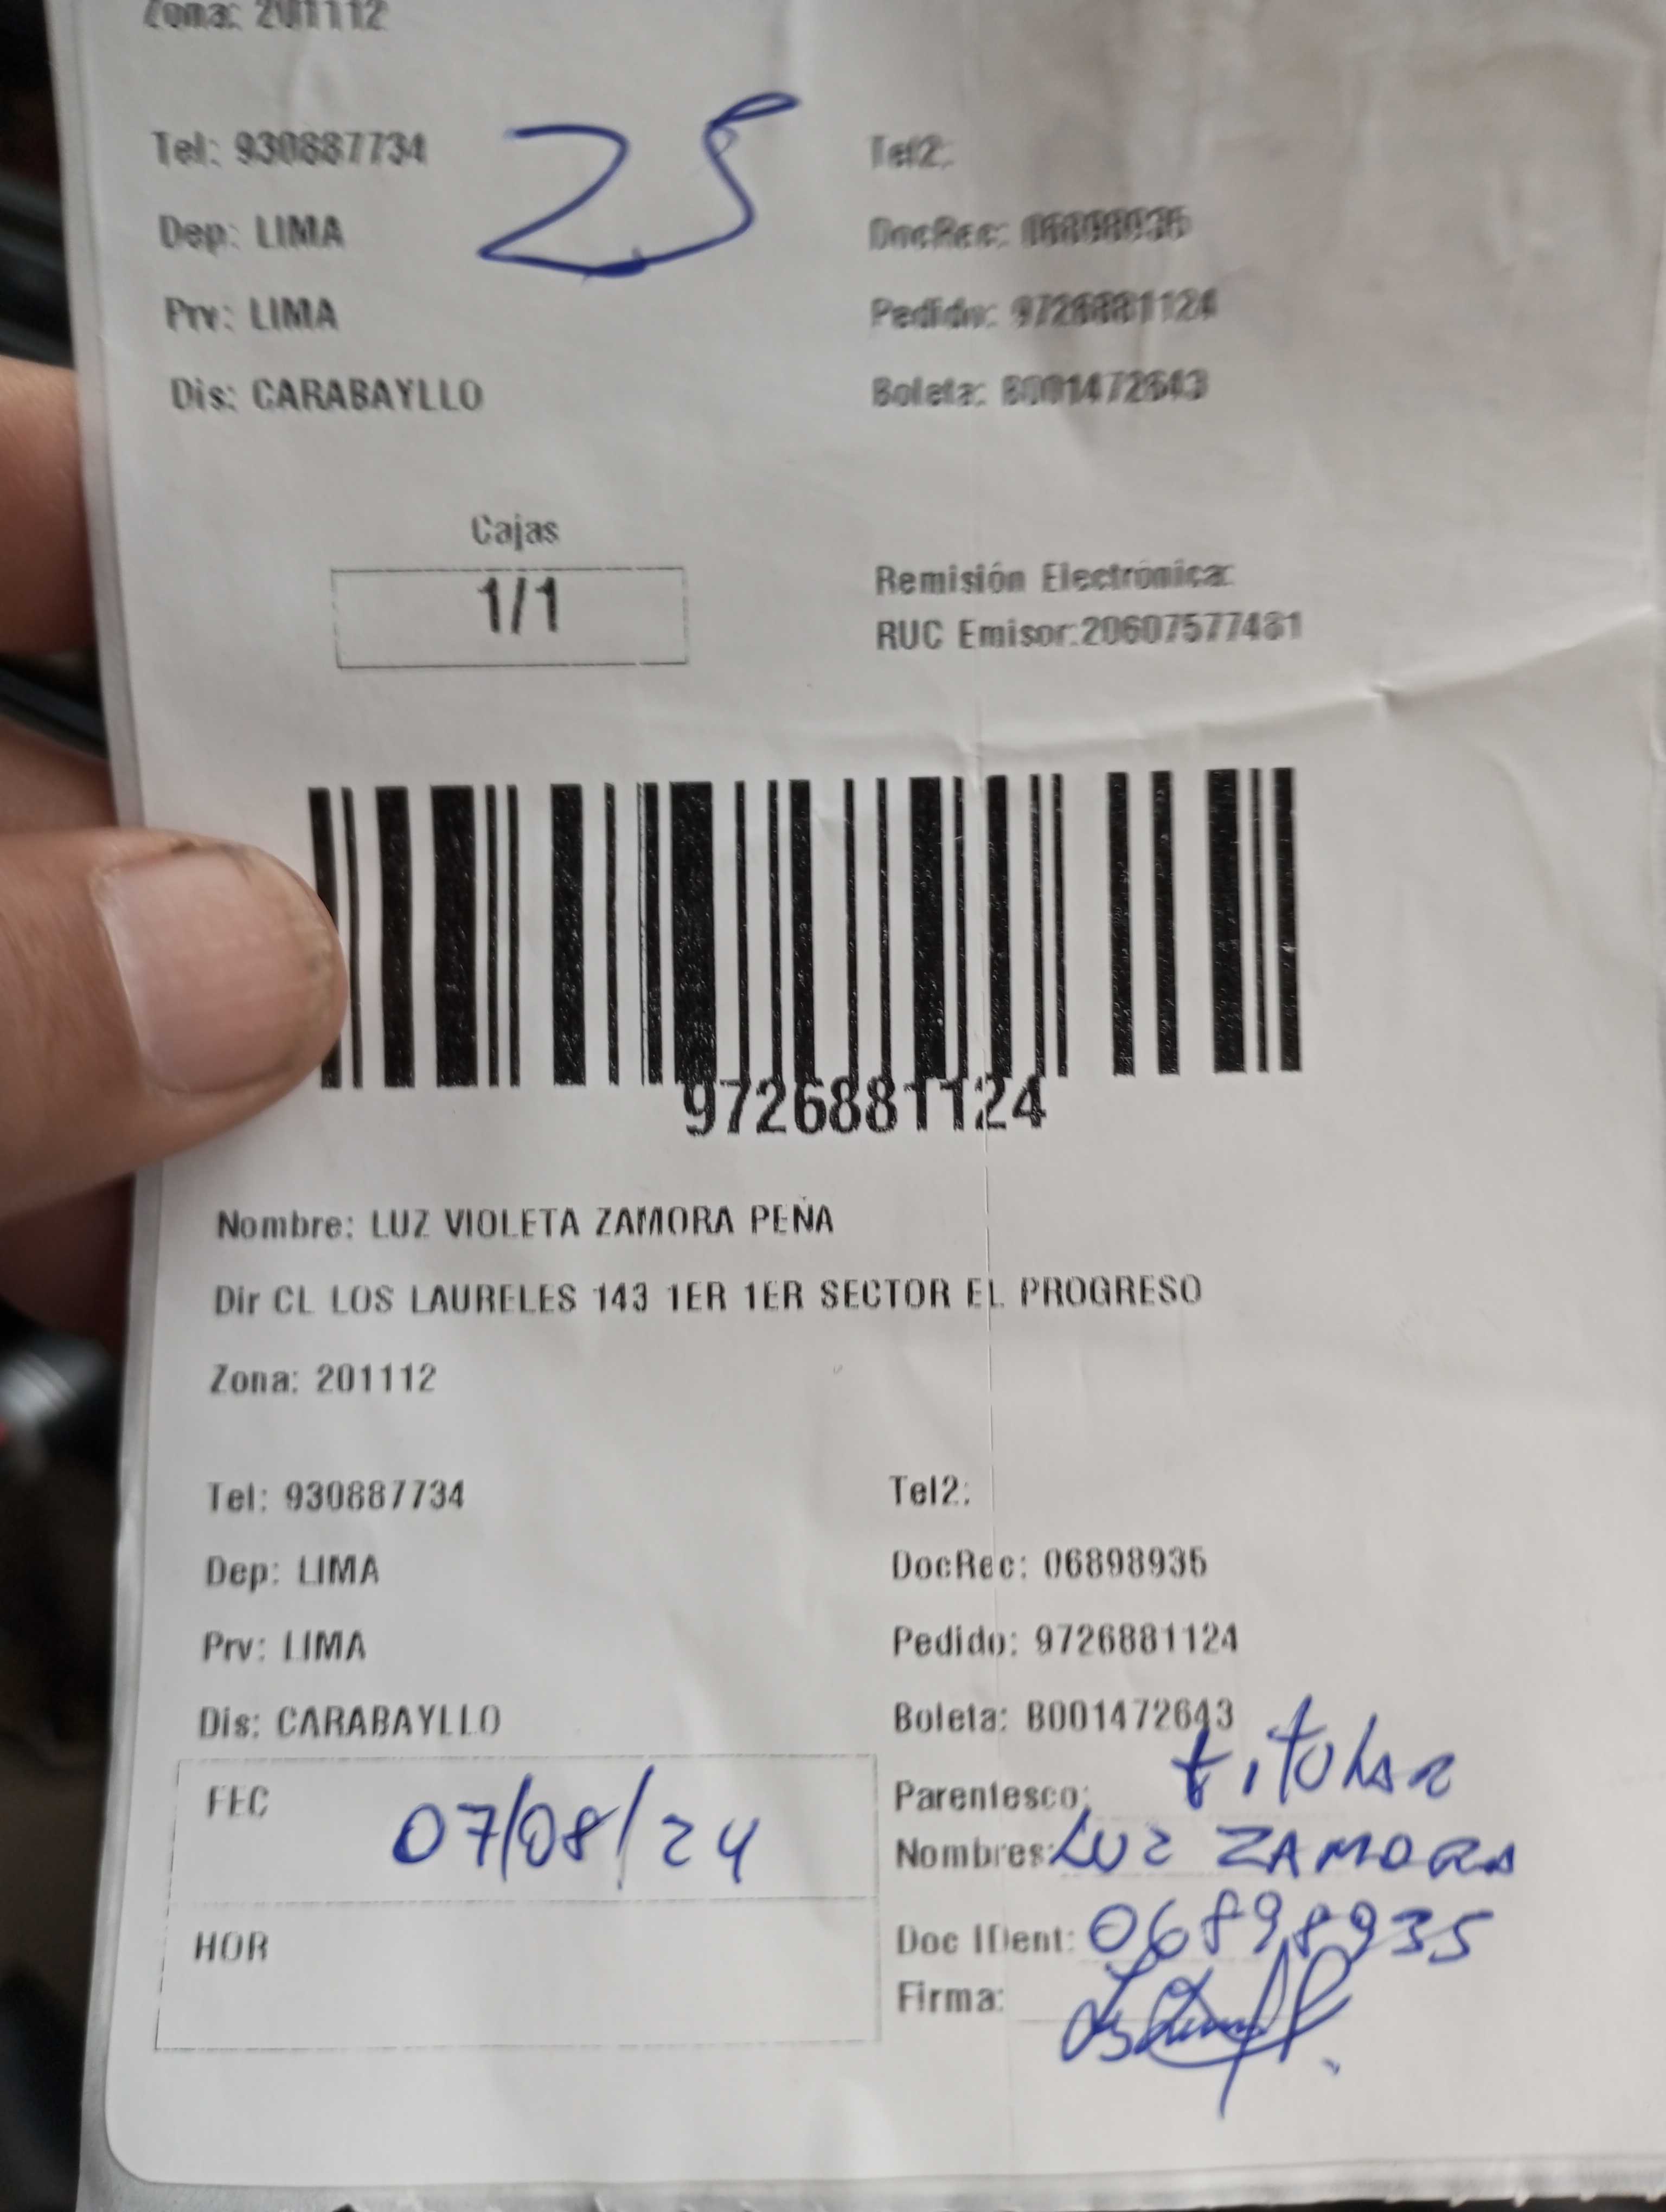 Zona: 201112
25
Tel: 930887734
Tel2:
Dep: LIMA
DocRec: 06898935
Prv: LIMA
Pedido: 9726881124
Dis: CARABAYLLO
Boleta: B001472643
Cajas
1/1
Remisión Electrónica:
RUC Emisor:20607577481
9726881124
Nombre: LUZ VIOLETA ZAMORA PEÑA
Dir CL LOS LAURELES 143 1ER 1ER SECTOR EL PROGRESO
Zona: 201112
Tel: 930887734
Tel2:
Dep: LIMA
DocRec: 06898935
Prv: LIMA
Pedido: 9726881124
Dis: CARABAYLLO
Boleta: B001472643
FEC 07/08/24
Parentesco: titular
Nombres: LUZ ZAMORA
HOR
Doc IDent: 06898935
Firma: